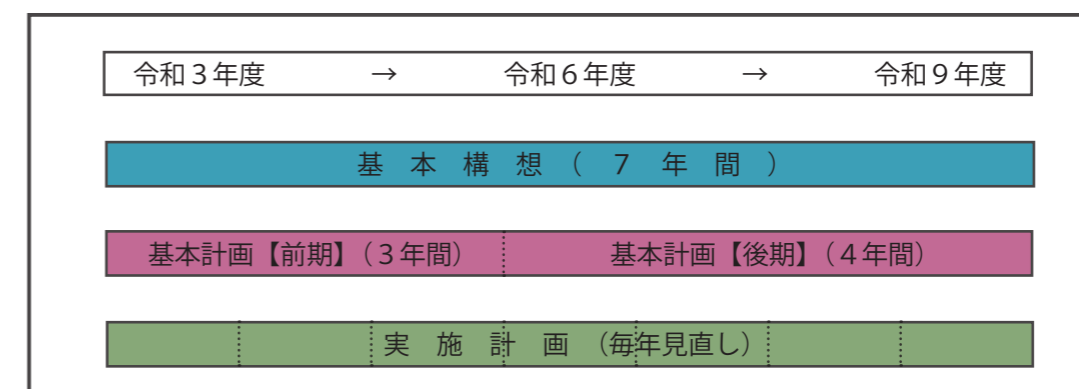 令和３年度 → 令和６年度 → 令和９年度
基 本 構 想 （ ７ 年 間 ）
基本計画【前期】（３年間） 基本計画【後期】（４年間）
実 施 計 画 （毎年見直し）